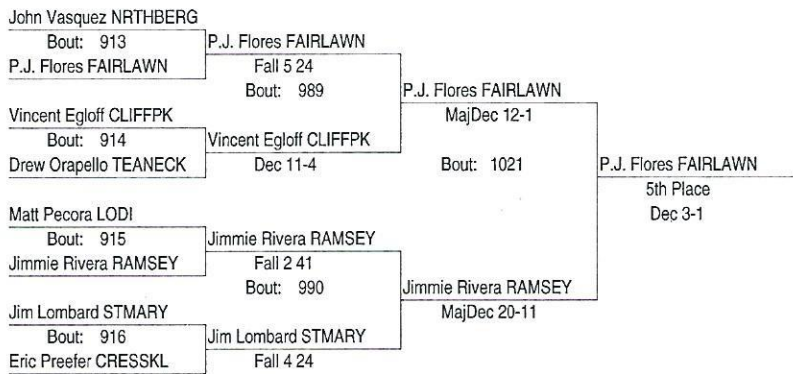 John Vasquez NRTHBERG
Bout: 913
P.J. Flores FAIRLAWN
P.J. Flores FAIRLAWN
Fall 5 24
Bout: 989
Vincent Egloff CLIFFPK
Bout: 914
Drew Orapello TEANECK
Vincent Egloff CLIFFPK
Dec 11-4
P.J. Flores FAIRLAWN
MajDec 12-1
Bout: 1021
P.J. Flores FAIRLAWN
5th Place
Dec 3-1
Matt Pecora LODI
Bout: 915
Jimmie Rivera RAMSEY
Jimmie Rivera RAMSEY
Fall 2 41
Bout: 990
Jim Lombard STMARY
Bout: 916
Eric Preefer CRESSKL
Jim Lombard STMARY
Fall 4 24
Jimmie Rivera RAMSEY
MajDec 20-11